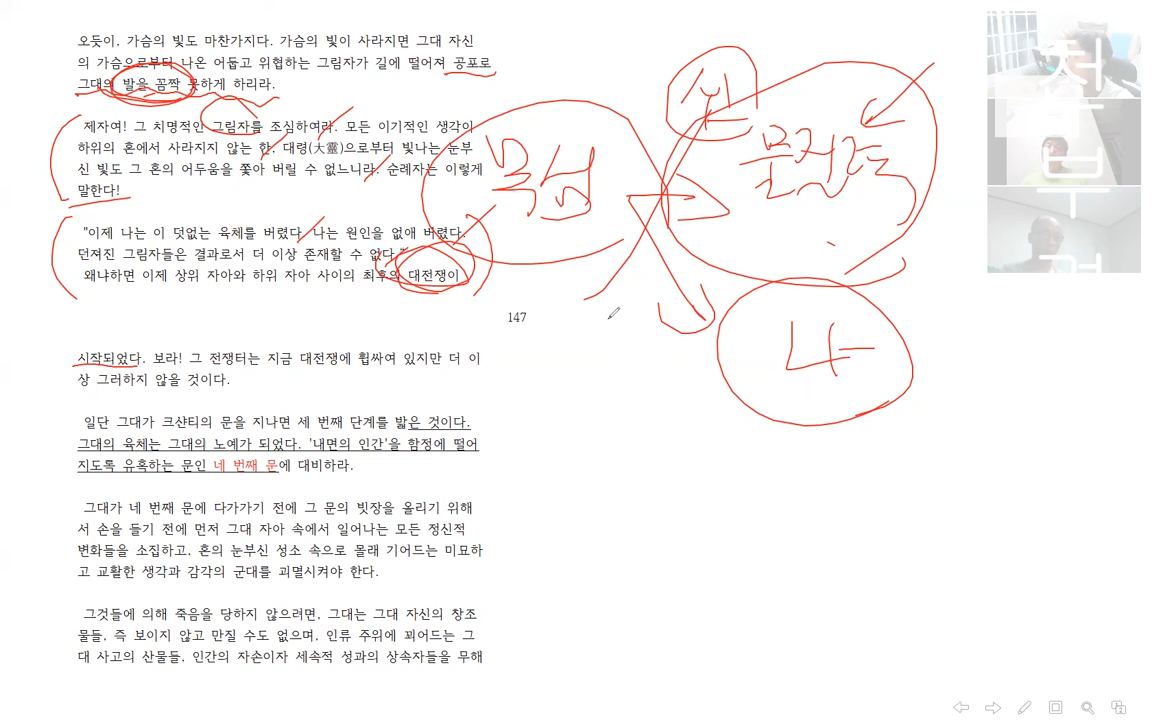 오듯이, 가슴의 빛도 마찬가지다. 가슴의 빛이 사라지면 그대 자신
의 가슴으로부터 나온 어둡고 위협하는 그림자가 길에 떨어져 공포로
그대의 발을 꼼짝 못하게 하리라.
제자여! 그 치명적인 그림자를 조심하여라. 모든 이기적인 생각이
하위의 혼에서 사라지지 않는 한, 대령(大靈)으로부터 빛나는 눈부
신 빛도 그 혼의 어두움을 쫓아 버릴 수 없느니라. 순례자는 이렇게
말한다!
"이제 나는 이 덧없는 육체를 버렸다. 나는 원인을 없애 버렸다.
던져진 그림자들은 결과로서 더 이상 존재할 수 없다."
왜냐하면 이제 상위 자아와 하위 자아 사이의 최후의 대전쟁이
147
시작되었다. 보라! 그 전쟁터는 지금 대전쟁에 휩싸여 있지만 더 이
상 그러하지 않을 것이다.
일단 그대가 크샨티의 문을 지나면 세 번째 단계를 밟은 것이다.
그대의 육체는 그대의 노예가 되었다. '내면의 인간'을 함정에 떨어
지도록 유혹하는 문인 네 번째 문에 대비하라.
그대가 네 번째 문에 다가가기 전에 그 문의 빗장을 올리기 위해
서 손을 들기 전에 먼저 그대 자아 속에서 일어나는 모든 정신적
변화들을 소집하고, 혼의 눈부신 성소 속으로 몰래 기어드는 미묘하
고 교활한 생각과 감각의 군대를 괴멸시켜야 한다.
그것들에 의해 죽음을 당하지 않으려면, 그대는 그대 자신의 창조
물들, 즉 보이지 않고 만질 수도 없으며, 인류 주위에 꾀어드는 그
대 사고의 산물들, 인간의 자손이자 세속적 성과의 상속자들을 무해
나